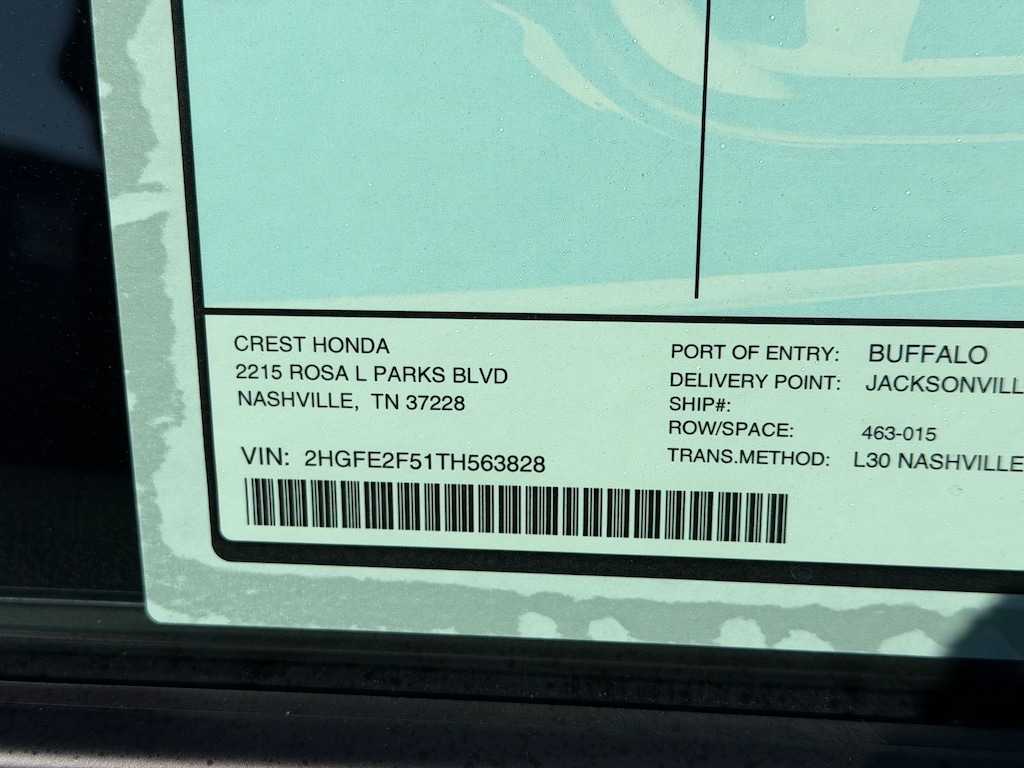 CREST HONDA
2215 ROSA L PARKS BLVD
NASHVILLE, TN 37228
VIN: 2HGFE2F51TH563828
PORT OF ENTRY: BUFFALO
DELIVERY POINT: JACKSONVILL
SHIP#:
ROW/SPACE: 463-015
TRANS.METHOD: L30 NASHVILLE